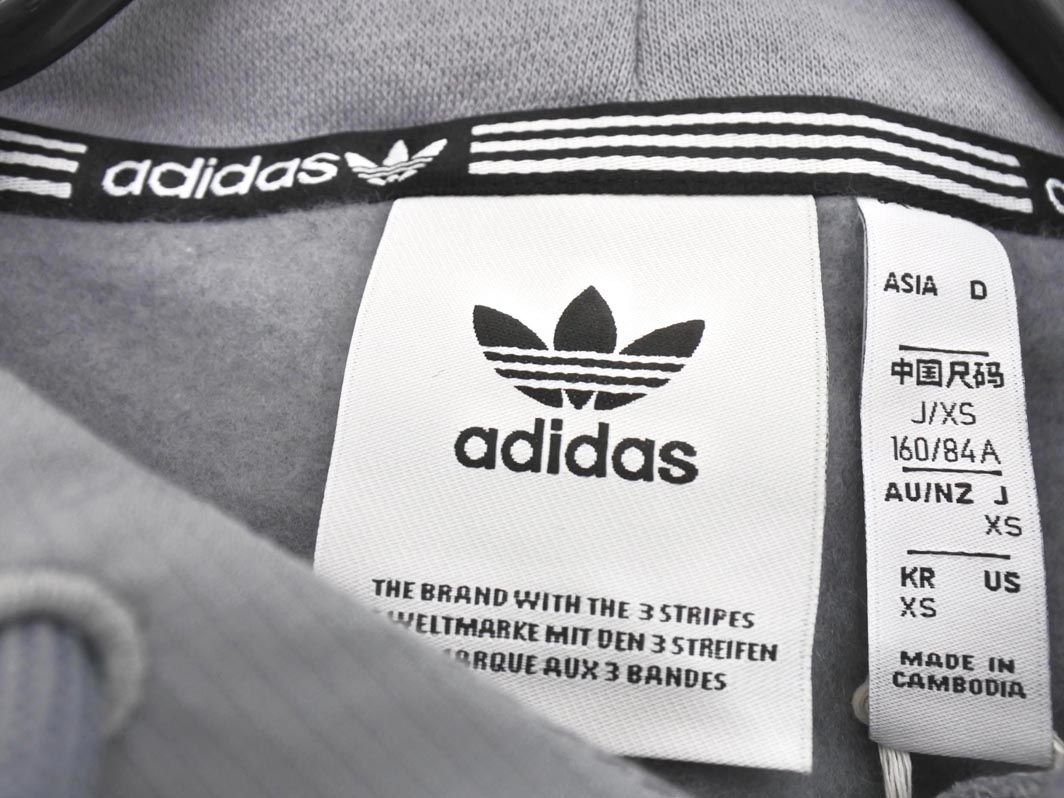 adidas
adidas
THE BRAND WITH THE 3 STRIPES
WELTMARKE MIT DEN 3 STREIFEN
AUX 3 BANDES
ASIA D
中国尺码
J/XS
160/84A
AU/NZ J
XS
KR US
XS
MADE IN
CAMBODIA